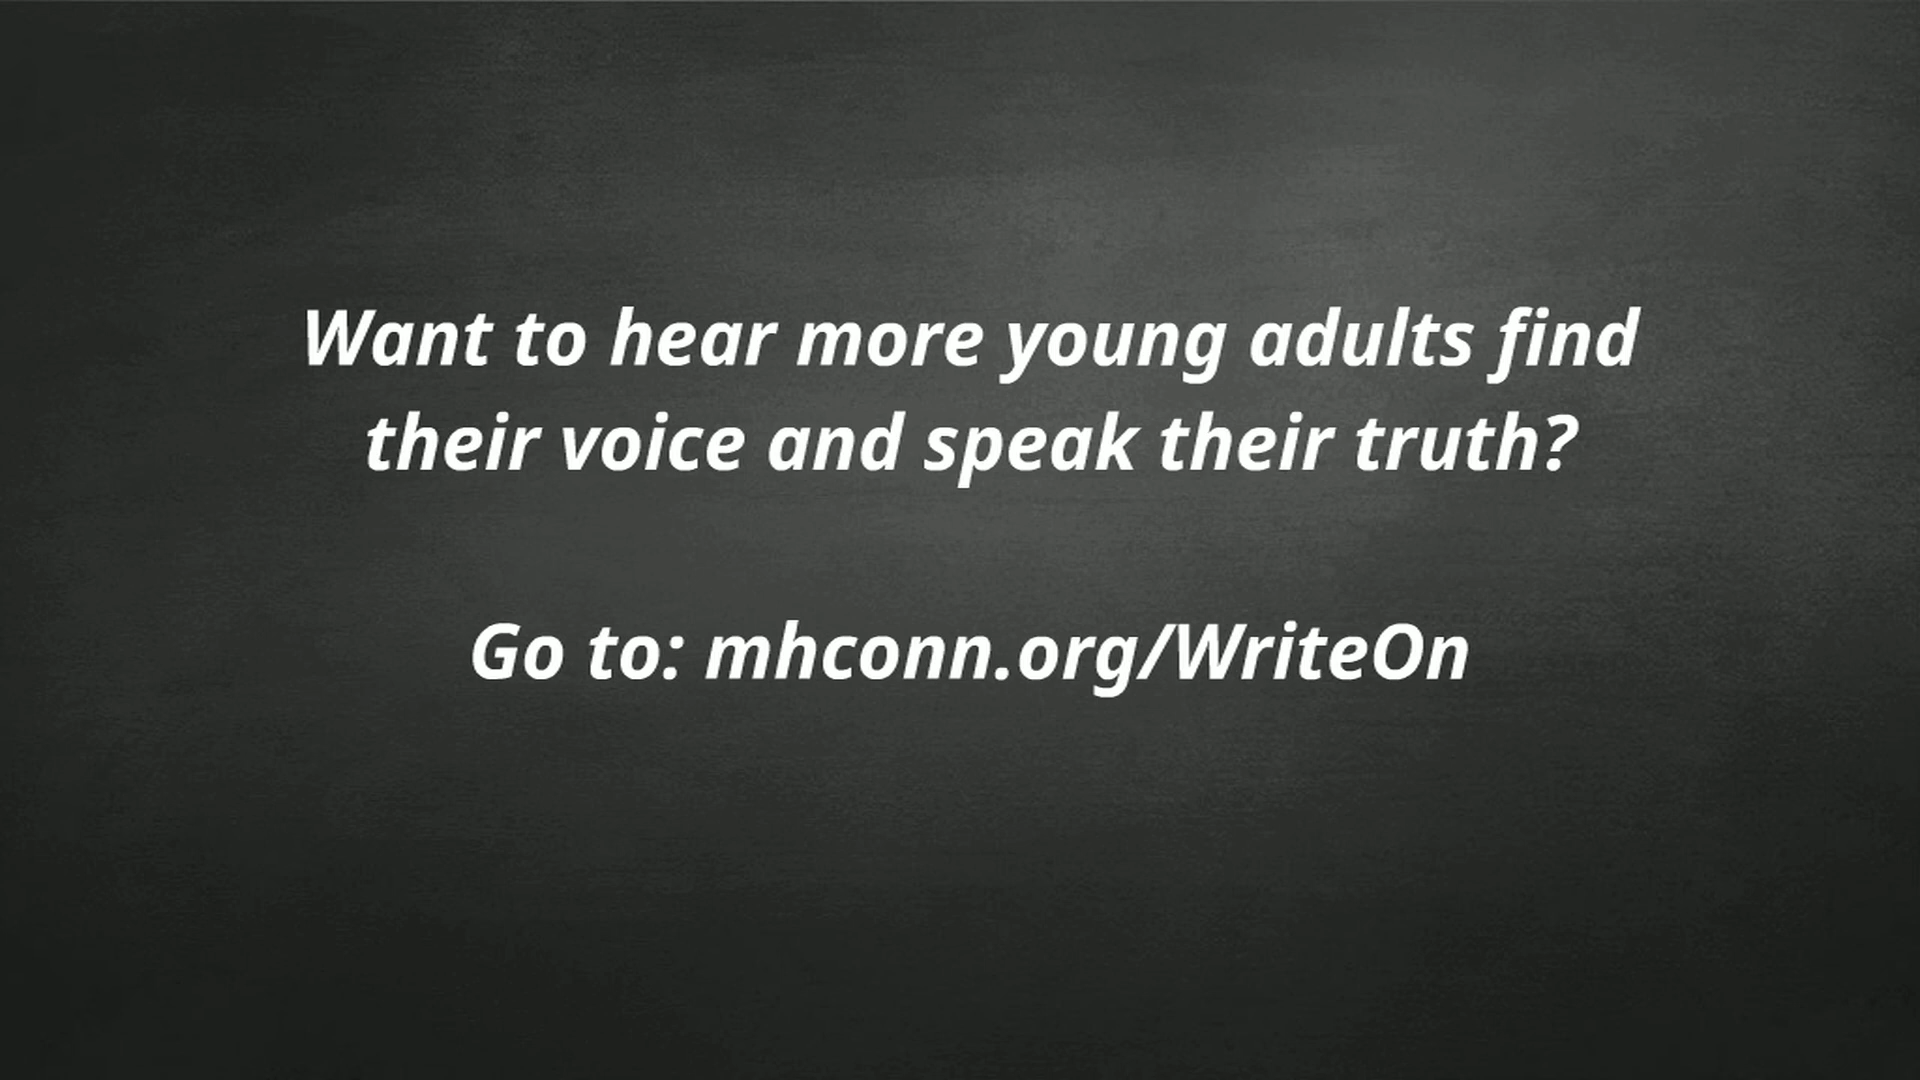 Want to hear more young adults find
their voice and speak their truth?
Go to: mhconn.org/WriteOn